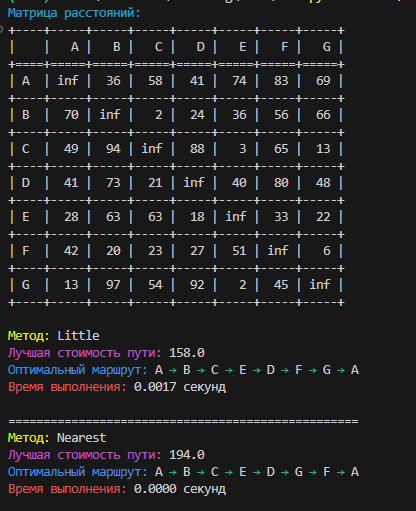 Матрица расстояний:
+----+-----+-----+-----+-----+-----+-----+-----+
|    |   A |   B |   C |   D |   E |   F |   G |
+====+=====+=====+=====+=====+=====+=====+=====+
| A  | inf |  36 |  58 |  41 |  74 |  83 |  69 |
+----+-----+-----+-----+-----+-----+-----+-----+
| B  |  70 | inf |   2 |  24 |  36 |  56 |  66 |
+----+-----+-----+-----+-----+-----+-----+-----+
| C  |  49 |  94 | inf |  88 |   3 |  65 |  13 |
+----+-----+-----+-----+-----+-----+-----+-----+
| D  |  41 |  73 |  21 | inf |  40 |  80 |  48 |
+----+-----+-----+-----+-----+-----+-----+-----+
| E  |  28 |  63 |  63 |  18 | inf |  33 |  22 |
+----+-----+-----+-----+-----+-----+-----+-----+
| F  |  42 |  20 |  23 |  27 |  51 | inf |   6 |
+----+-----+-----+-----+-----+-----+-----+-----+
| G  |  13 |  97 |  54 |  92 |   2 |  45 | inf |
+----+-----+-----+-----+-----+-----+-----+-----+
Метод: Little
Лучшая стоимость пути: 158.0
Оптимальный маршрут: A → B → C → E → D → F → G → A
Время выполнения: 0.0017 секунд
==================================================
Метод: Nearest
Лучшая стоимость пути: 194.0
Оптимальный маршрут: A → B → C → E → D → G → F → A
Время выполнения: 0.0000 секунд